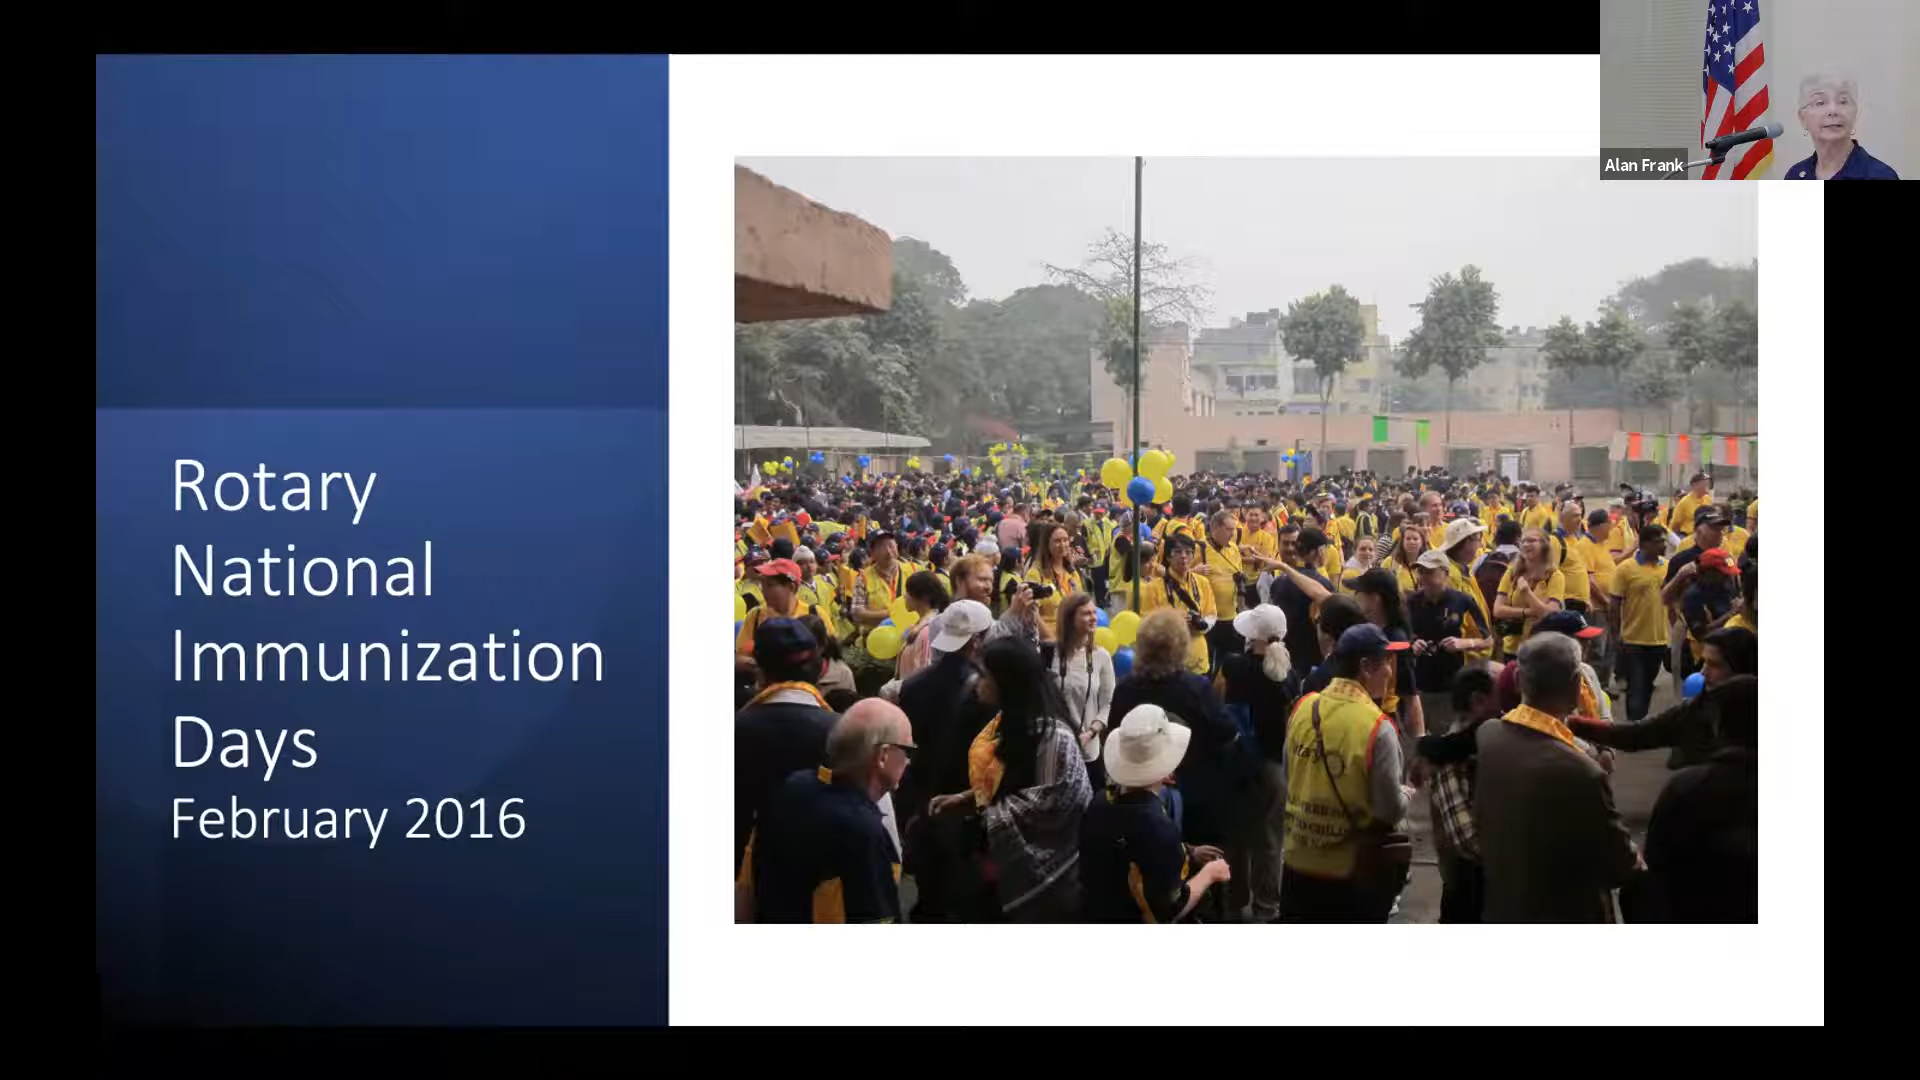 Rotary
National
Immunization
Days
February 2016
Alan Frank